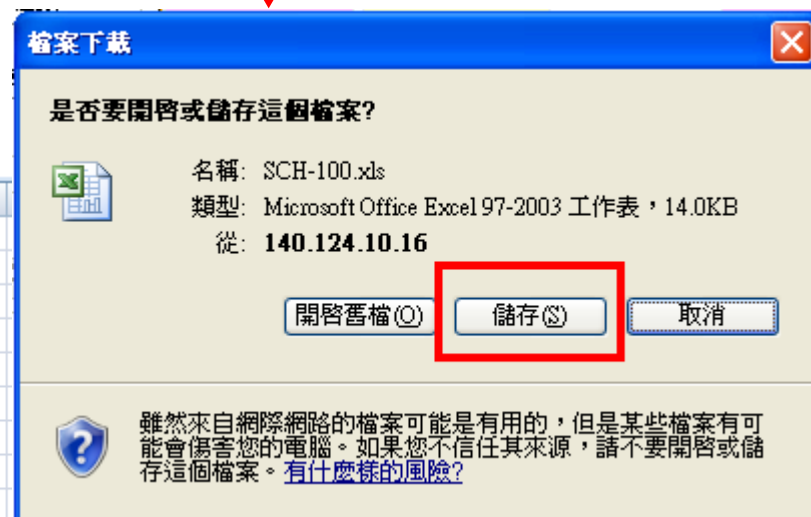 檔案下載
是否要開啓或儲存這個檔案?
名稱: SCH-100.xls
類型: Microsoft Office Excel 97-2003 工作表，14.0KB
從: 140.124.10.16
開啓舊檔(O) 儲存(S) 取消
雖然來自網際網路的檔案可能是有用的，但是某些檔案有可
能會傷害您的電腦。如果您不信任其來源，請不要開啓或儲
存這個檔案。有什麼樣的風險?